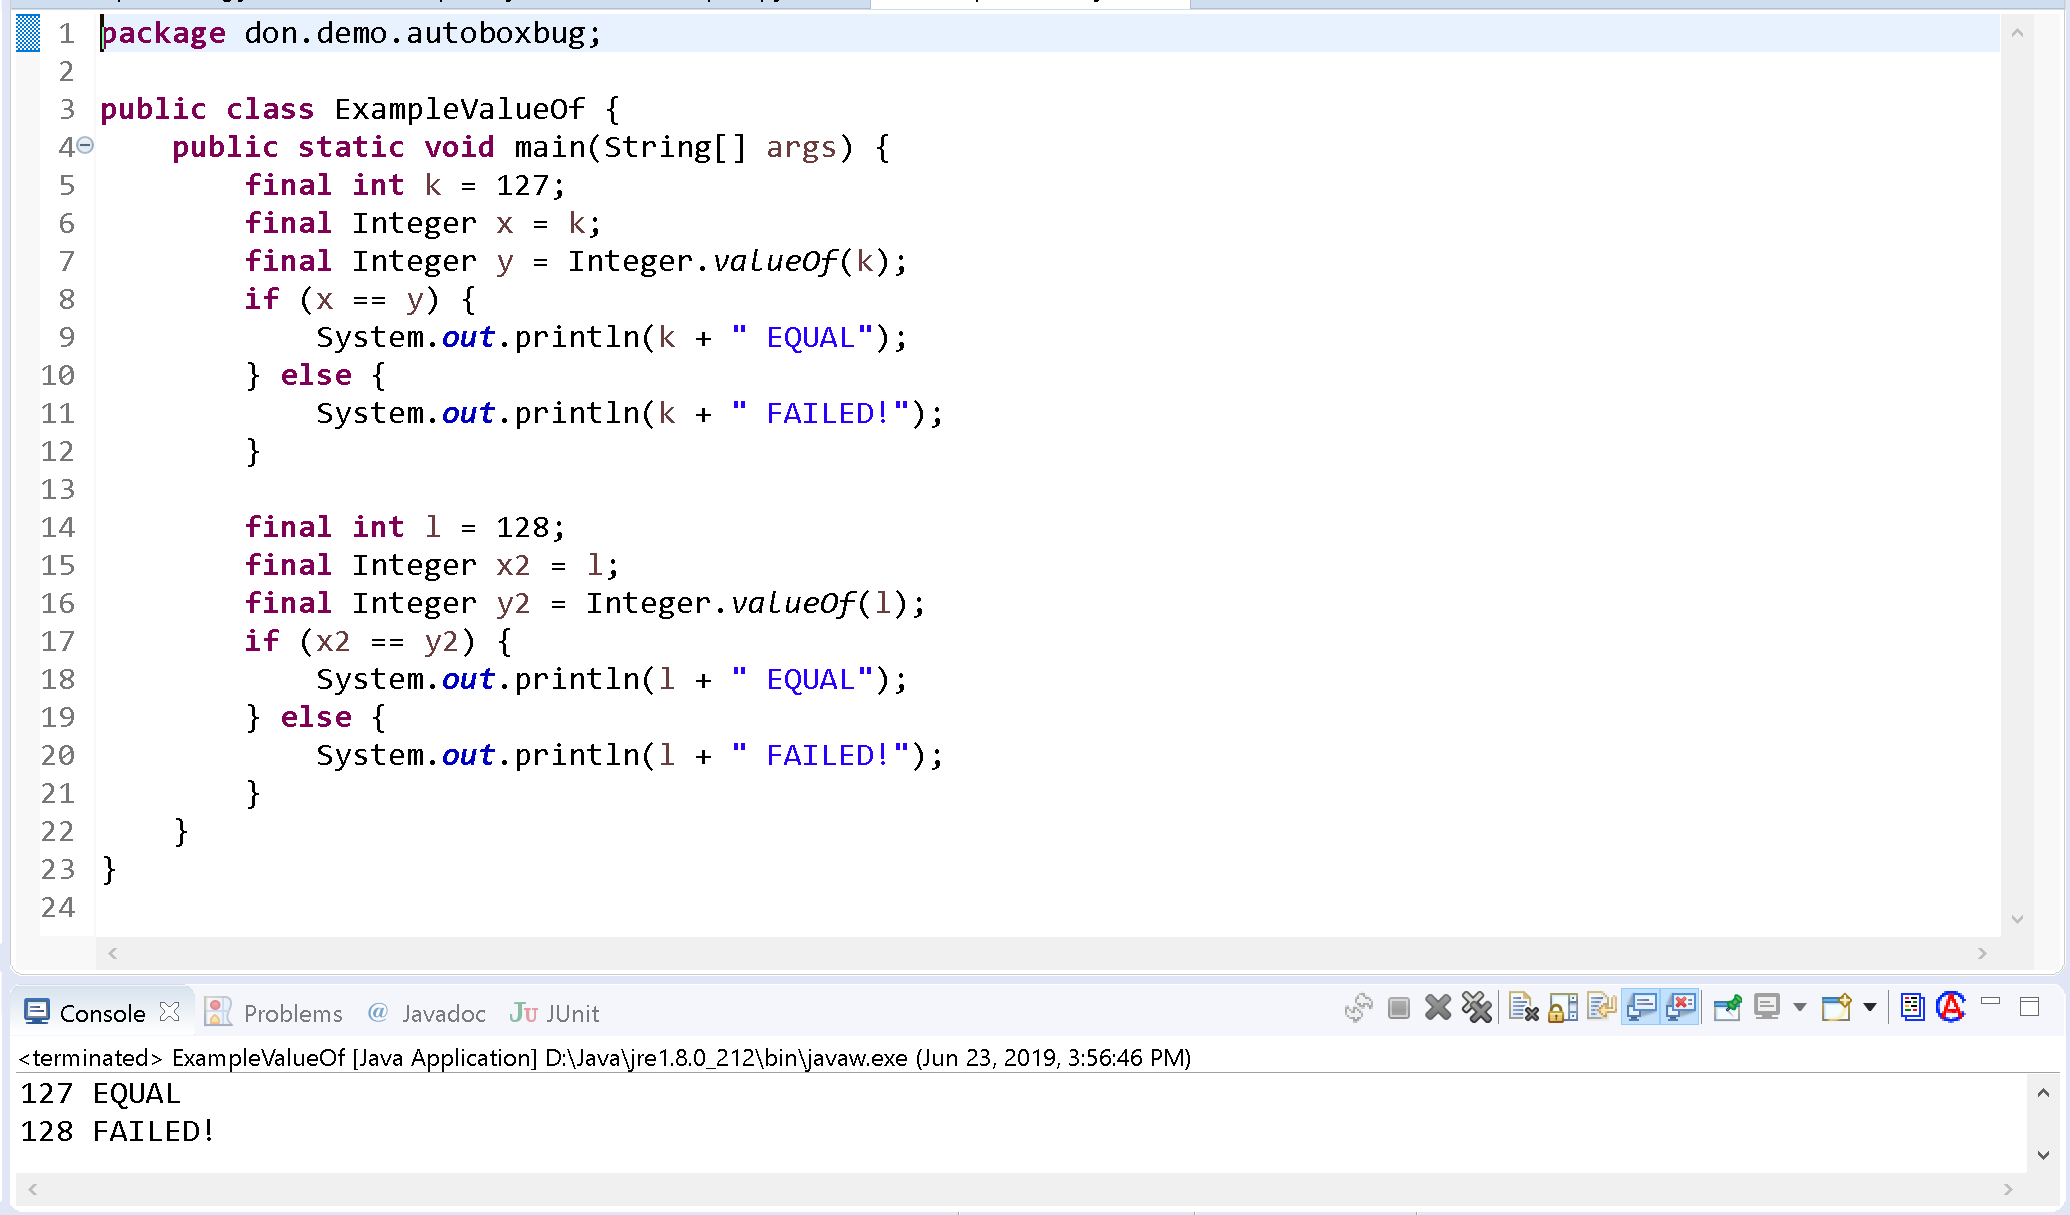 1 package don.demo.autoboxbug;
2
3 public class ExampleValueOf {
4     public static void main(String[] args) {
5         final int k = 127;
6         final Integer x = k;
7         final Integer y = Integer.valueOf(k);
8         if (x == y) {
9             System.out.println(k + " EQUAL");
10         } else {
11             System.out.println(k + " FAILED!");
12         }
13
14         final int l = 128;
15         final Integer x2 = l;
16         final Integer y2 = Integer.valueOf(l);
17         if (x2 == y2) {
18             System.out.println(l + " EQUAL");
19         } else {
20             System.out.println(l + " FAILED!");
21         }
22     }
23 }
24
Console Problems @ Javadoc Ju JUnit
<terminated> ExampleValueOf [Java Application] D:\Java\jre1.8.0_212\bin\javaw.exe (Jun 23, 2019, 3:56:46 PM)
127 EQUAL
128 FAILED!